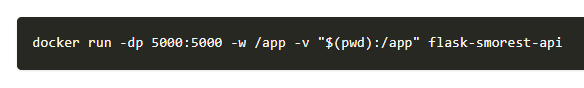 docker run -dp 5000:5000 -w /app -v "$(pwd):/app" flask-smorest-api